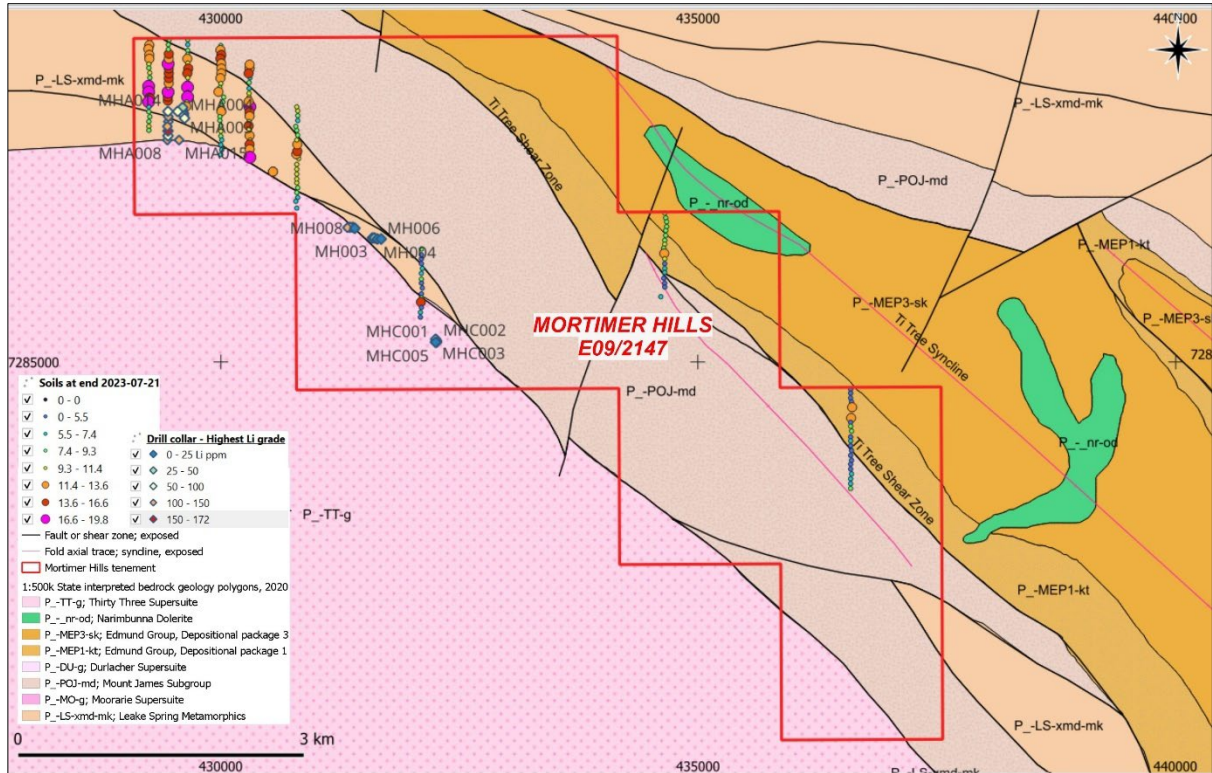 430000
435000
440000
P_-LS-xmd-mk
P_-LS-xmd-mk
MHA004
MHA009
MHA008
MHA015
Ti Tree Shear Zone
P_-POJ-md
P_-_nr-od
P_-MEP1-kt
MH008
MH006
MH003
MH004
P_-MEP3-sk
P_-MEP3-s
Ti Tree Syncline
MORTIMER HILLS
E09/2147
MHC001
MHC002
MHC005
MHC003
7285000
728
P_-POJ-md
P_-_nr-od
Ti Tree Shear Zone
P_-TT-g
P_-MEP1-kt
P_-LS-xmd-mk
P_-LS-xmd-mk
Soils at end 2023-07-21
0 - 0
0 - 5.5
5.5 - 7.4
7.4 - 9.3
9.3 - 11.4
11.4 - 13.6
13.6 - 16.6
16.6 - 19.8
Drill collar - Highest Li grade
0 - 25 Li ppm
25 - 50
50 - 100
100 - 150
150 - 172
Fault or shear zone; exposed
Fold axial trace; syncline, exposed
Mortimer Hills tenement
1:500k State interpreted bedrock geology polygons, 2020
P_-TT-g; Thirty Three Supersuite
P_-_nr-od; Narimbunna Dolerite
P_-MEP3-sk; Edmund Group, Depositional package 3
P_-MEP1-kt; Edmund Group, Depositional package 1
P_-DU-g; Durlacher Supersuite
P_-POJ-md; Mount James Subgroup
P_-MO-g; Moorarie Supersuite
P_-LS-xmd-mk; Leake Spring Metamorphics
0
3 km
430000
435000
440000
N